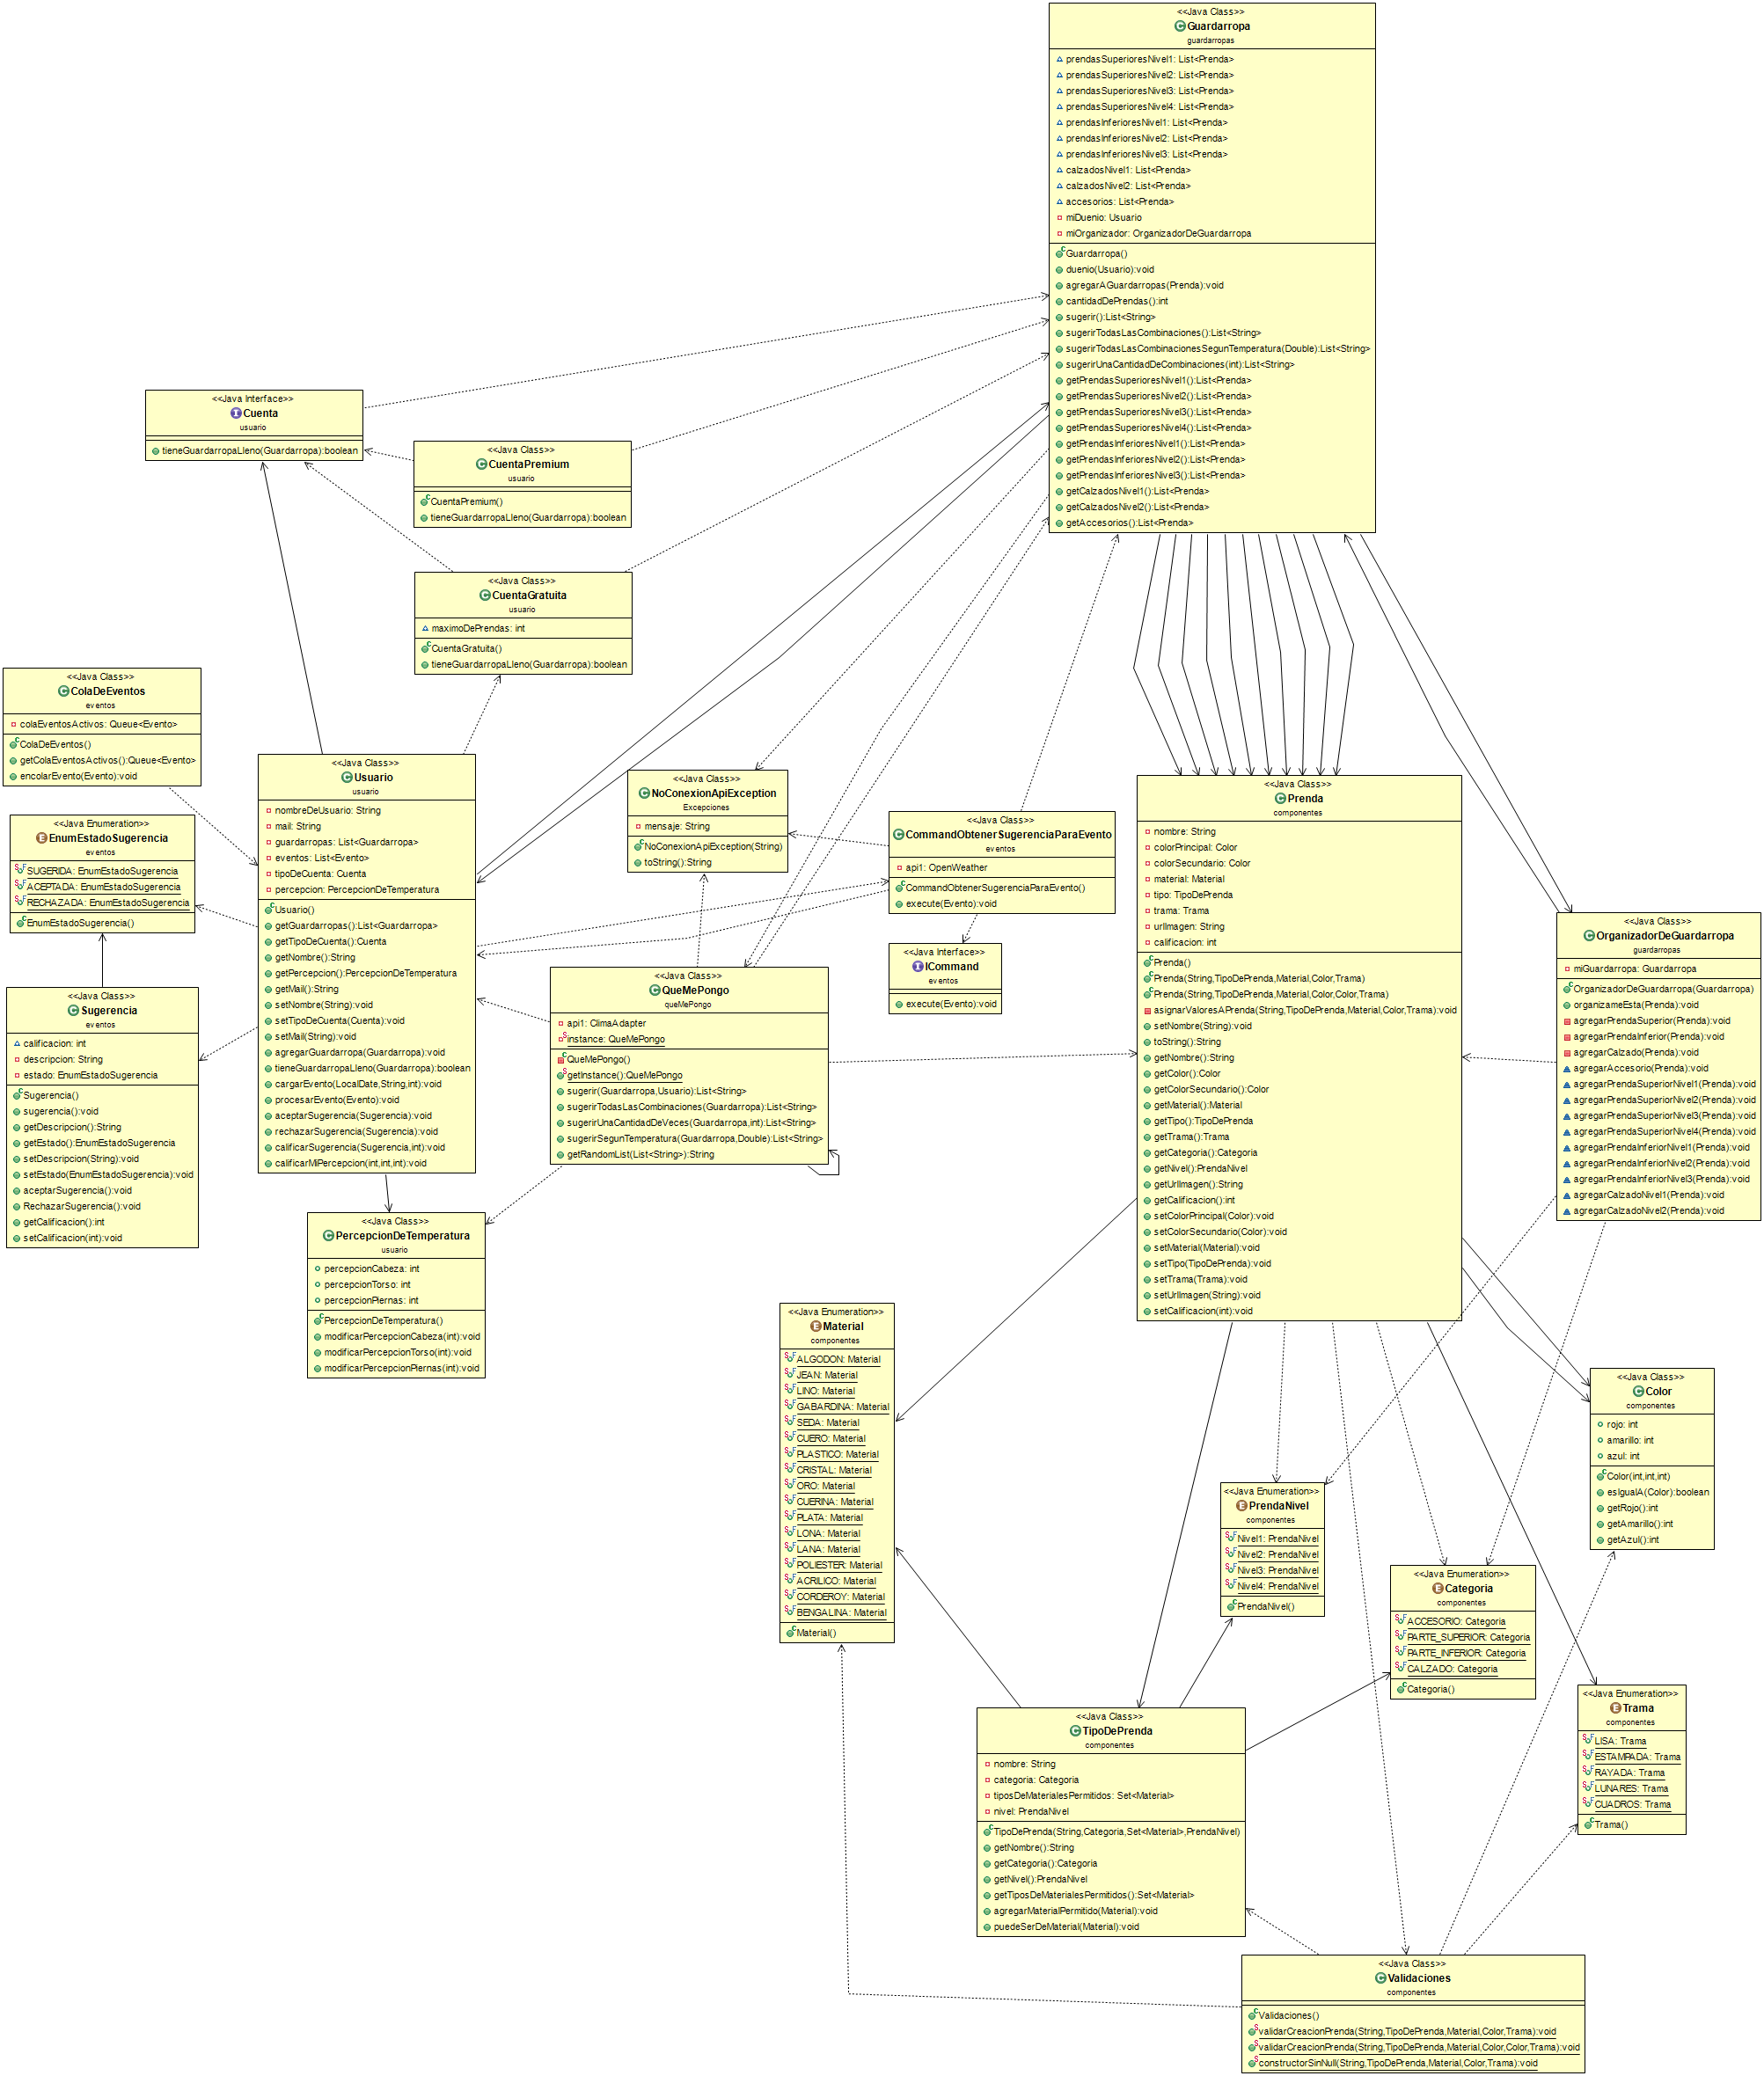 <<Java Class>>
Guardarropa
guardarropas
prendasSuperioresNivel1: List<Prenda>
prendasSuperioresNivel2: List<Prenda>
prendasSuperioresNivel3: List<Prenda>
prendasSuperioresNivel4: List<Prenda>
prendasInferioresNivel1: List<Prenda>
prendasInferioresNivel2: List<Prenda>
prendasInferioresNivel3: List<Prenda>
calzadosNivel1: List<Prenda>
calzadosNivel2: List<Prenda>
accesorios: List<Prenda>
miDuenio: Usuario
miOrganizador: OrganizadorDeGuardarropa
Guardarropa()
duenio(Usuario):void
agregarAGuardarropas(Prenda):void
cantidadDePrendas():int
sugerir():List<String>
sugerirTodasLasCombinaciones():List<String>
sugerirTodasLasCombinacionesSegunTemperatura(Double):List<String>
sugerirUnaCantidadDeCombinaciones(int):List<String>
getPrendasSuperioresNivel1():List<Prenda>
getPrendasSuperioresNivel2():List<Prenda>
getPrendasSuperioresNivel3():List<Prenda>
getPrendasSuperioresNivel4():List<Prenda>
getPrendasInferioresNivel1():List<Prenda>
getPrendasInferioresNivel2():List<Prenda>
getPrendasInferioresNivel3():List<Prenda>
getCalzadosNivel1():List<Prenda>
getCalzadosNivel2():List<Prenda>
getAccesorios():List<Prenda>
<<Java Interface>>
Cuenta
usuario
tieneGuardarropaLleno(Guardarropa):boolean
<<Java Class>>
CuentaPremium
usuario
CuentaPremium()
tieneGuardarropaLleno(Guardarropa):boolean
<<Java Class>>
CuentaGratuita
usuario
maximoDePrendas: int
CuentaGratuita()
tieneGuardarropaLleno(Guardarropa):boolean
<<Java Class>>
ColaDeEventos
eventos
colaEventosActivos: Queue<Evento>
ColaDeEventos()
getColaEventosActivos():Queue<Evento>
encolarEvento(Evento):void
<<Java Enumeration>>
EnumEstadoSugerencia
eventos
SUGERIDA: EnumEstadoSugerencia
ACEPTADA: EnumEstadoSugerencia
RECHAZADA: EnumEstadoSugerencia
EnumEstadoSugerencia()
<<Java Class>>
Sugerencia
eventos
calificacion: int
descripcion: String
estado: EnumEstadoSugerencia
Sugerencia()
sugerencia():void
getDescripcion():String
getEstado():EnumEstadoSugerencia
setDescripcion(String):void
setEstado(EnumEstadoSugerencia):void
aceptarSugerencia():void
RechazarSugerencia():void
getCalificacion():int
setCalificacion(int):void
<<Java Class>>
Usuario
usuario
nombreDeUsuario: String
mail: String
guardarropas: List<Guardarropa>
eventos: List<Evento>
tipoDeCuenta: Cuenta
percepcion: PercepcionDeTemperatura
Usuario()
getGuardarropas():List<Guardarropa>
getTipoDeCuenta():Cuenta
getNombre():String
getPercepcion():PercepcionDeTemperatura
getMail():String
setNombre(String):void
setTipoDeCuenta(Cuenta):void
setMail(String):void
agregarGuardarropa(Guardarropa):void
tieneGuardarropaLleno(Guardarropa):boolean
cargarEvento(LocalDate,String,int):void
procesarEvento(Evento):void
aceptarSugerencia(Sugerencia):void
rechazarSugerencia(Sugerencia):void
calificarSugerencia(Sugerencia,int):void
calificarMiPercepcion(int,int,int):void
<<Java Class>>
PercepcionDeTemperatura
usuario
percepcionCabeza: int
percepcionTorso: int
percepcionPiernas: int
PercepcionDeTemperatura()
modificarPercepcionCabeza(int):void
modificarPercepcionTorso(int):void
modificarPercepcionPiernas(int):void
<<Java Class>>
NoConexionApiException
Excepciones
mensaje: String
NoConexionApiException(String)
toString():String
<<Java Class>>
CommandObtenerSugerenciaParaEvento
eventos
api1: OpenWeather
CommandObtenerSugerenciaParaEvento()
execute(Evento):void
<<Java Interface>>
ICommand
eventos
execute(Evento):void
<<Java Class>>
QueMePongo
queMePongo
api1: ClimaAdapter
instance: QueMePongo
QueMePongo()
getInstance():QueMePongo
sugerir(Guardarropa,Usuario):List<String>
sugerirTodasLasCombinaciones(Guardarropa):List<String>
sugerirUnaCantidadDeVeces(Guardarropa,int):List<String>
sugerirSegunTemperatura(Guardarropa,Double):List<String>
getRandomList(List<String>):String
<<Java Class>>
Prenda
componentes
nombre: String
colorPrincipal: Color
colorSecundario: Color
material: Material
tipo: TipoDePrenda
trama: Trama
urlImagen: String
calificacion: int
Prenda()
Prenda(String,TipoDePrenda,Material,Color,Trama)
Prenda(String,TipoDePrenda,Material,Color,Color,Trama)
asignarValoresAPrenda(String,TipoDePrenda,Material,Color,Trama):void
setNombre(String):void
toString():String
getNombre():String
getColor():Color
getColorSecundario():Color
getMaterial():Material
getTipo():TipoDePrenda
getTrama():Trama
getCategoria():Categoria
getNivel():PrendaNivel
getUrlImagen():String
getCalificacion():int
setColorPrincipal(Color):void
setColorSecundario(Color):void
setMaterial(Material):void
setTipo(TipoDePrenda):void
setTrama(Trama):void
setUrlImagen(String):void
setCalificacion(int):void
<<Java Class>>
OrganizadorDeGuardarropa
guardarropas
miGuardarropa: Guardarropa
OrganizadorDeGuardarropa(Guardarropa)
organizameEsta(Prenda):void
agregarPrendaSuperior(Prenda):void
agregarPrendaInferior(Prenda):void
agregarCalzado(Prenda):void
agregarAccesorio(Prenda):void
agregarPrendaSuperiorNivel1(Prenda):void
agregarPrendaSuperiorNivel2(Prenda):void
agregarPrendaSuperiorNivel3(Prenda):void
agregarPrendaSuperiorNivel4(Prenda):void
agregarPrendaInferiorNivel1(Prenda):void
agregarPrendaInferiorNivel2(Prenda):void
agregarPrendaInferiorNivel3(Prenda):void
agregarCalzadoNivel1(Prenda):void
agregarCalzadoNivel2(Prenda):void
<<Java Enumeration>>
Material
componentes
ALGODON: Material
JEAN: Material
LINO: Material
GABARDINA: Material
SEDA: Material
CUERO: Material
PLASTICO: Material
CRISTAL: Material
ORO: Material
CUERINA: Material
PLATA: Material
LONA: Material
LANA: Material
POLIESTER: Material
ACRILICO: Material
CORDEROY: Material
BENGALINA: Material
Material()
<<Java Class>>
Color
componentes
rojo: int
amarillo: int
azul: int
Color(int,int,int)
esIgualA(Color):boolean
getRojo():int
getAmarillo():int
getAzul():int
<<Java Enumeration>>
PrendaNivel
componentes
Nivel1: PrendaNivel
Nivel2: PrendaNivel
Nivel3: PrendaNivel
Nivel4: PrendaNivel
PrendaNivel()
<<Java Enumeration>>
Categoria
componentes
ACCESORIO: Categoria
PARTE_SUPERIOR: Categoria
PARTE_INFERIOR: Categoria
CALZADO: Categoria
Categoria()
<<Java Enumeration>>
Trama
componentes
LISA: Trama
ESTAMPADA: Trama
RAYADA: Trama
LUNARES: Trama
CUADROS: Trama
Trama()
<<Java Class>>
TipoDePrenda
componentes
nombre: String
categoria: Categoria
tiposDeMaterialesPermitidos: Set<Material>
nivel: PrendaNivel
TipoDePrenda(String,Categoria,Set<Material>,PrendaNivel)
getNombre():String
getCategoria():Categoria
getNivel():PrendaNivel
getTiposDeMaterialesPermitidos():Set<Material>
agregarMaterialPermitido(Material):void
puedeSerDeMaterial(Material):void
<<Java Class>>
Validaciones
componentes
Validaciones()
validarCreacionPrenda(String,TipoDePrenda,Material,Color,Trama):void
validarCreacionPrenda(String,TipoDePrenda,Material,Color,Color,Trama):void
constructorSinNull(String,TipoDePrenda,Material,Color,Trama):void